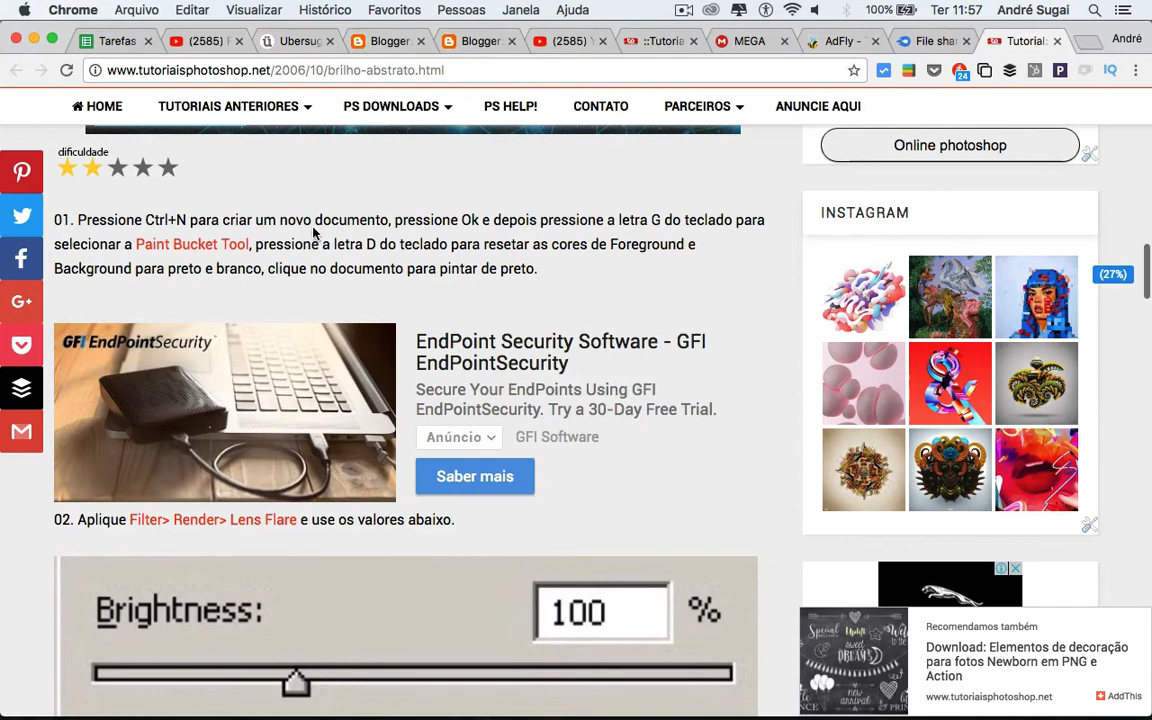 Chrome Arquivo Editar Visualizar Histórico Favoritos Pessoas Janela Ajuda 100% Ter 11:57 André Sugai
Tarefas (2585) Ubersug Blogger: Blogger: (2585) Y ::Tutoria MEGA AdFly - File shar Tutorial: André
www.tutoriaisphotoshop.net/2006/10/brilho-abstrato.html 24 IQ
HOME TUTORIAIS ANTERIORES PS DOWNLOADS PS HELP! CONTATO PARCEIROS ANUNCIE AQUI
Online photoshop
dificuldade
INSTAGRAM
01. Pressione Ctrl+N para criar um novo documento, pressione Ok e depois pressione a letra G do teclado para
selecionar a Paint Bucket Tool, pressione a letra D do teclado para resetar as cores de Foreground e
Background para preto e branco, clique no documento para pintar de preto.
(27%)
GFI EndPointSecurity™
EndPoint Security Software - GFI
EndPointSecurity
Secure Your EndPoints Using GFI
EndPointSecurity. Try a 30-Day Free Trial.
Anúncio GFI Software
Saber mais
02. Aplique Filter> Render> Lens Flare e use os valores abaixo.
Brightness: 100 %
Recomendamos também
Download: Elementos de decoração
para fotos Newborn em PNG e
Action
www.tutoriaisphotoshop.net AddThis